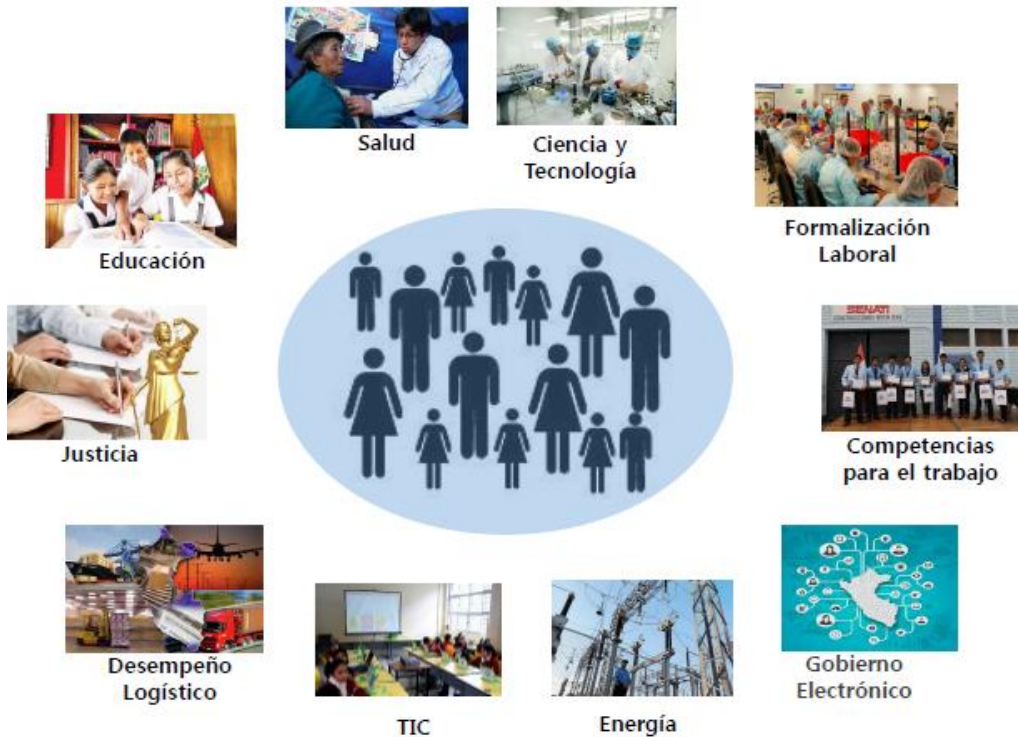 Salud
Ciencia y
Tecnología
Educación
Formalización
Laboral
Justicia
SENATI
Competencias
para el trabajo
Desempeño
Logístico
TIC
Energía
Gobierno
Electrónico